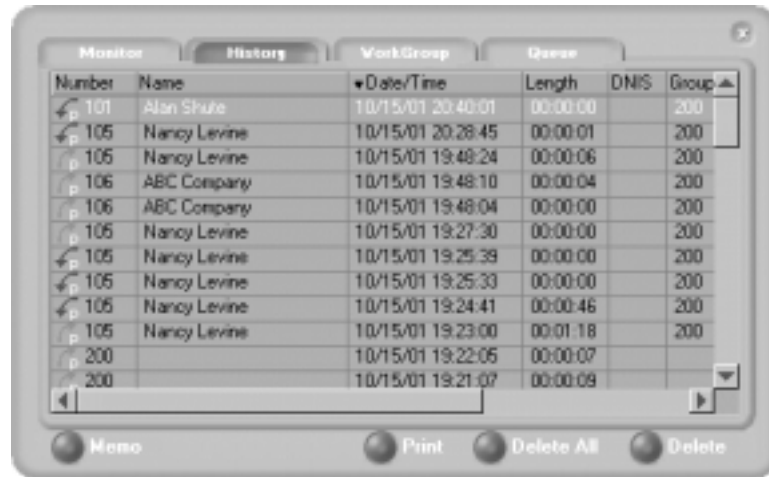 Monitor History WorkGroup Queue
Number Name Date/Time Length DNIS Group
101 Alan Shute 10/15/01 20:40:01 00:00:00 200
105 Nancy Levine 10/15/01 20:28:45 00:00:01 200
105 Nancy Levine 10/15/01 19:48:24 00:00:06 200
106 ABC Company 10/15/01 19:48:10 00:00:04 200
106 ABC Company 10/15/01 19:48:04 00:00:00 200
105 Nancy Levine 10/15/01 19:27:30 00:00:00 200
105 Nancy Levine 10/15/01 19:25:39 00:00:00 200
105 Nancy Levine 10/15/01 19:25:33 00:00:00 200
105 Nancy Levine 10/15/01 19:24:41 00:00:46 200
105 Nancy Levine 10/15/01 19:23:00 00:01:18 200
200 10/15/01 19:22:05 00:00:07
200 10/15/01 19:21:07 00:00:09
Memo Print Delete All Delete